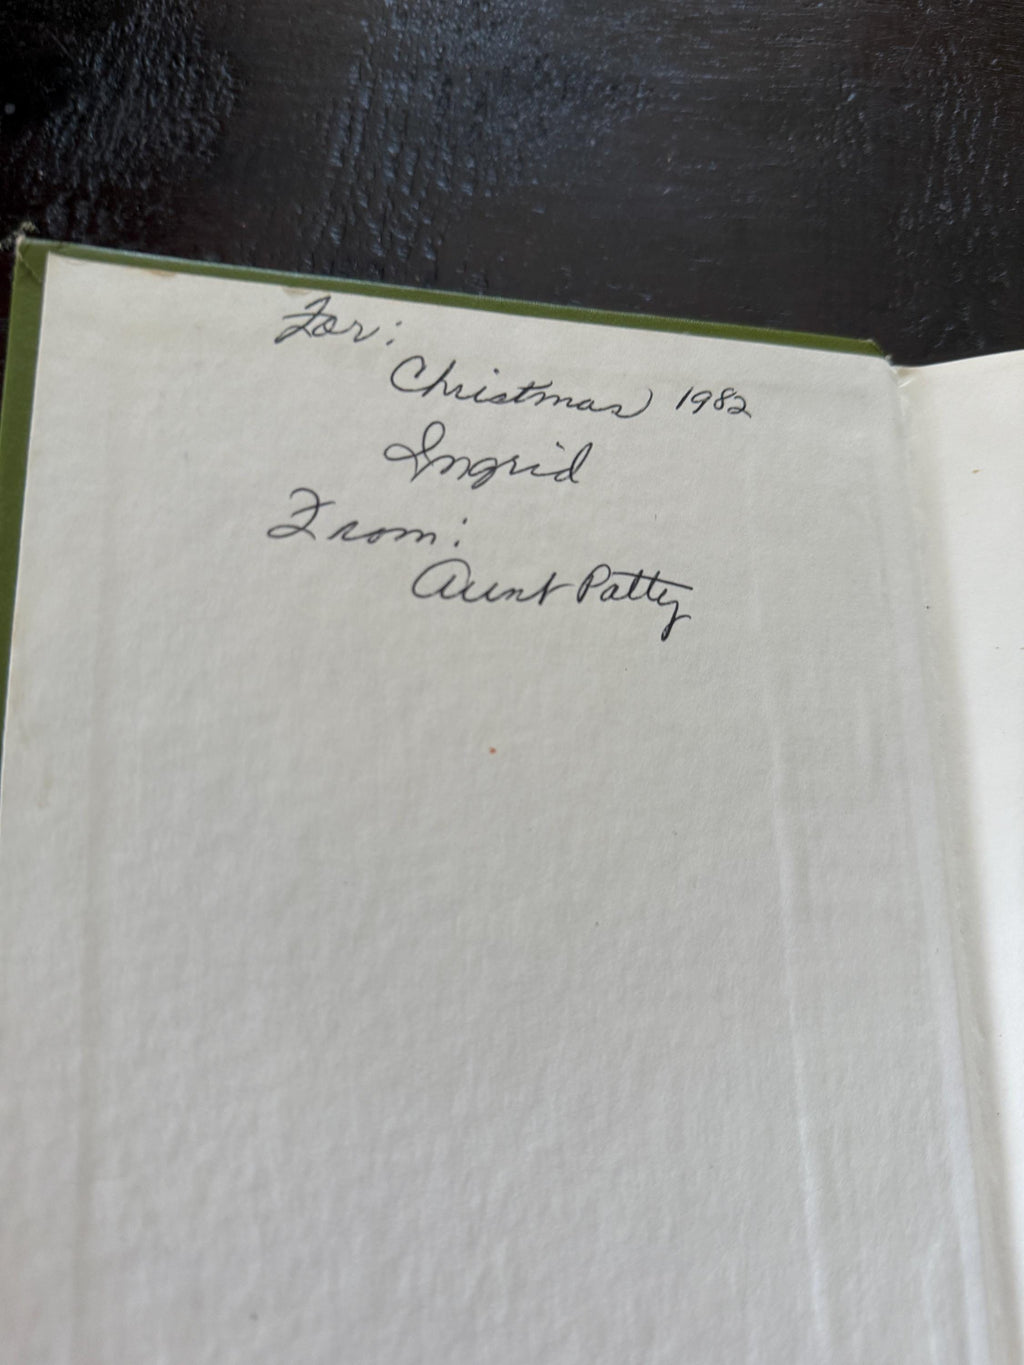 For:
Christmas 1982
Ingrid
From:
Aunt Patty